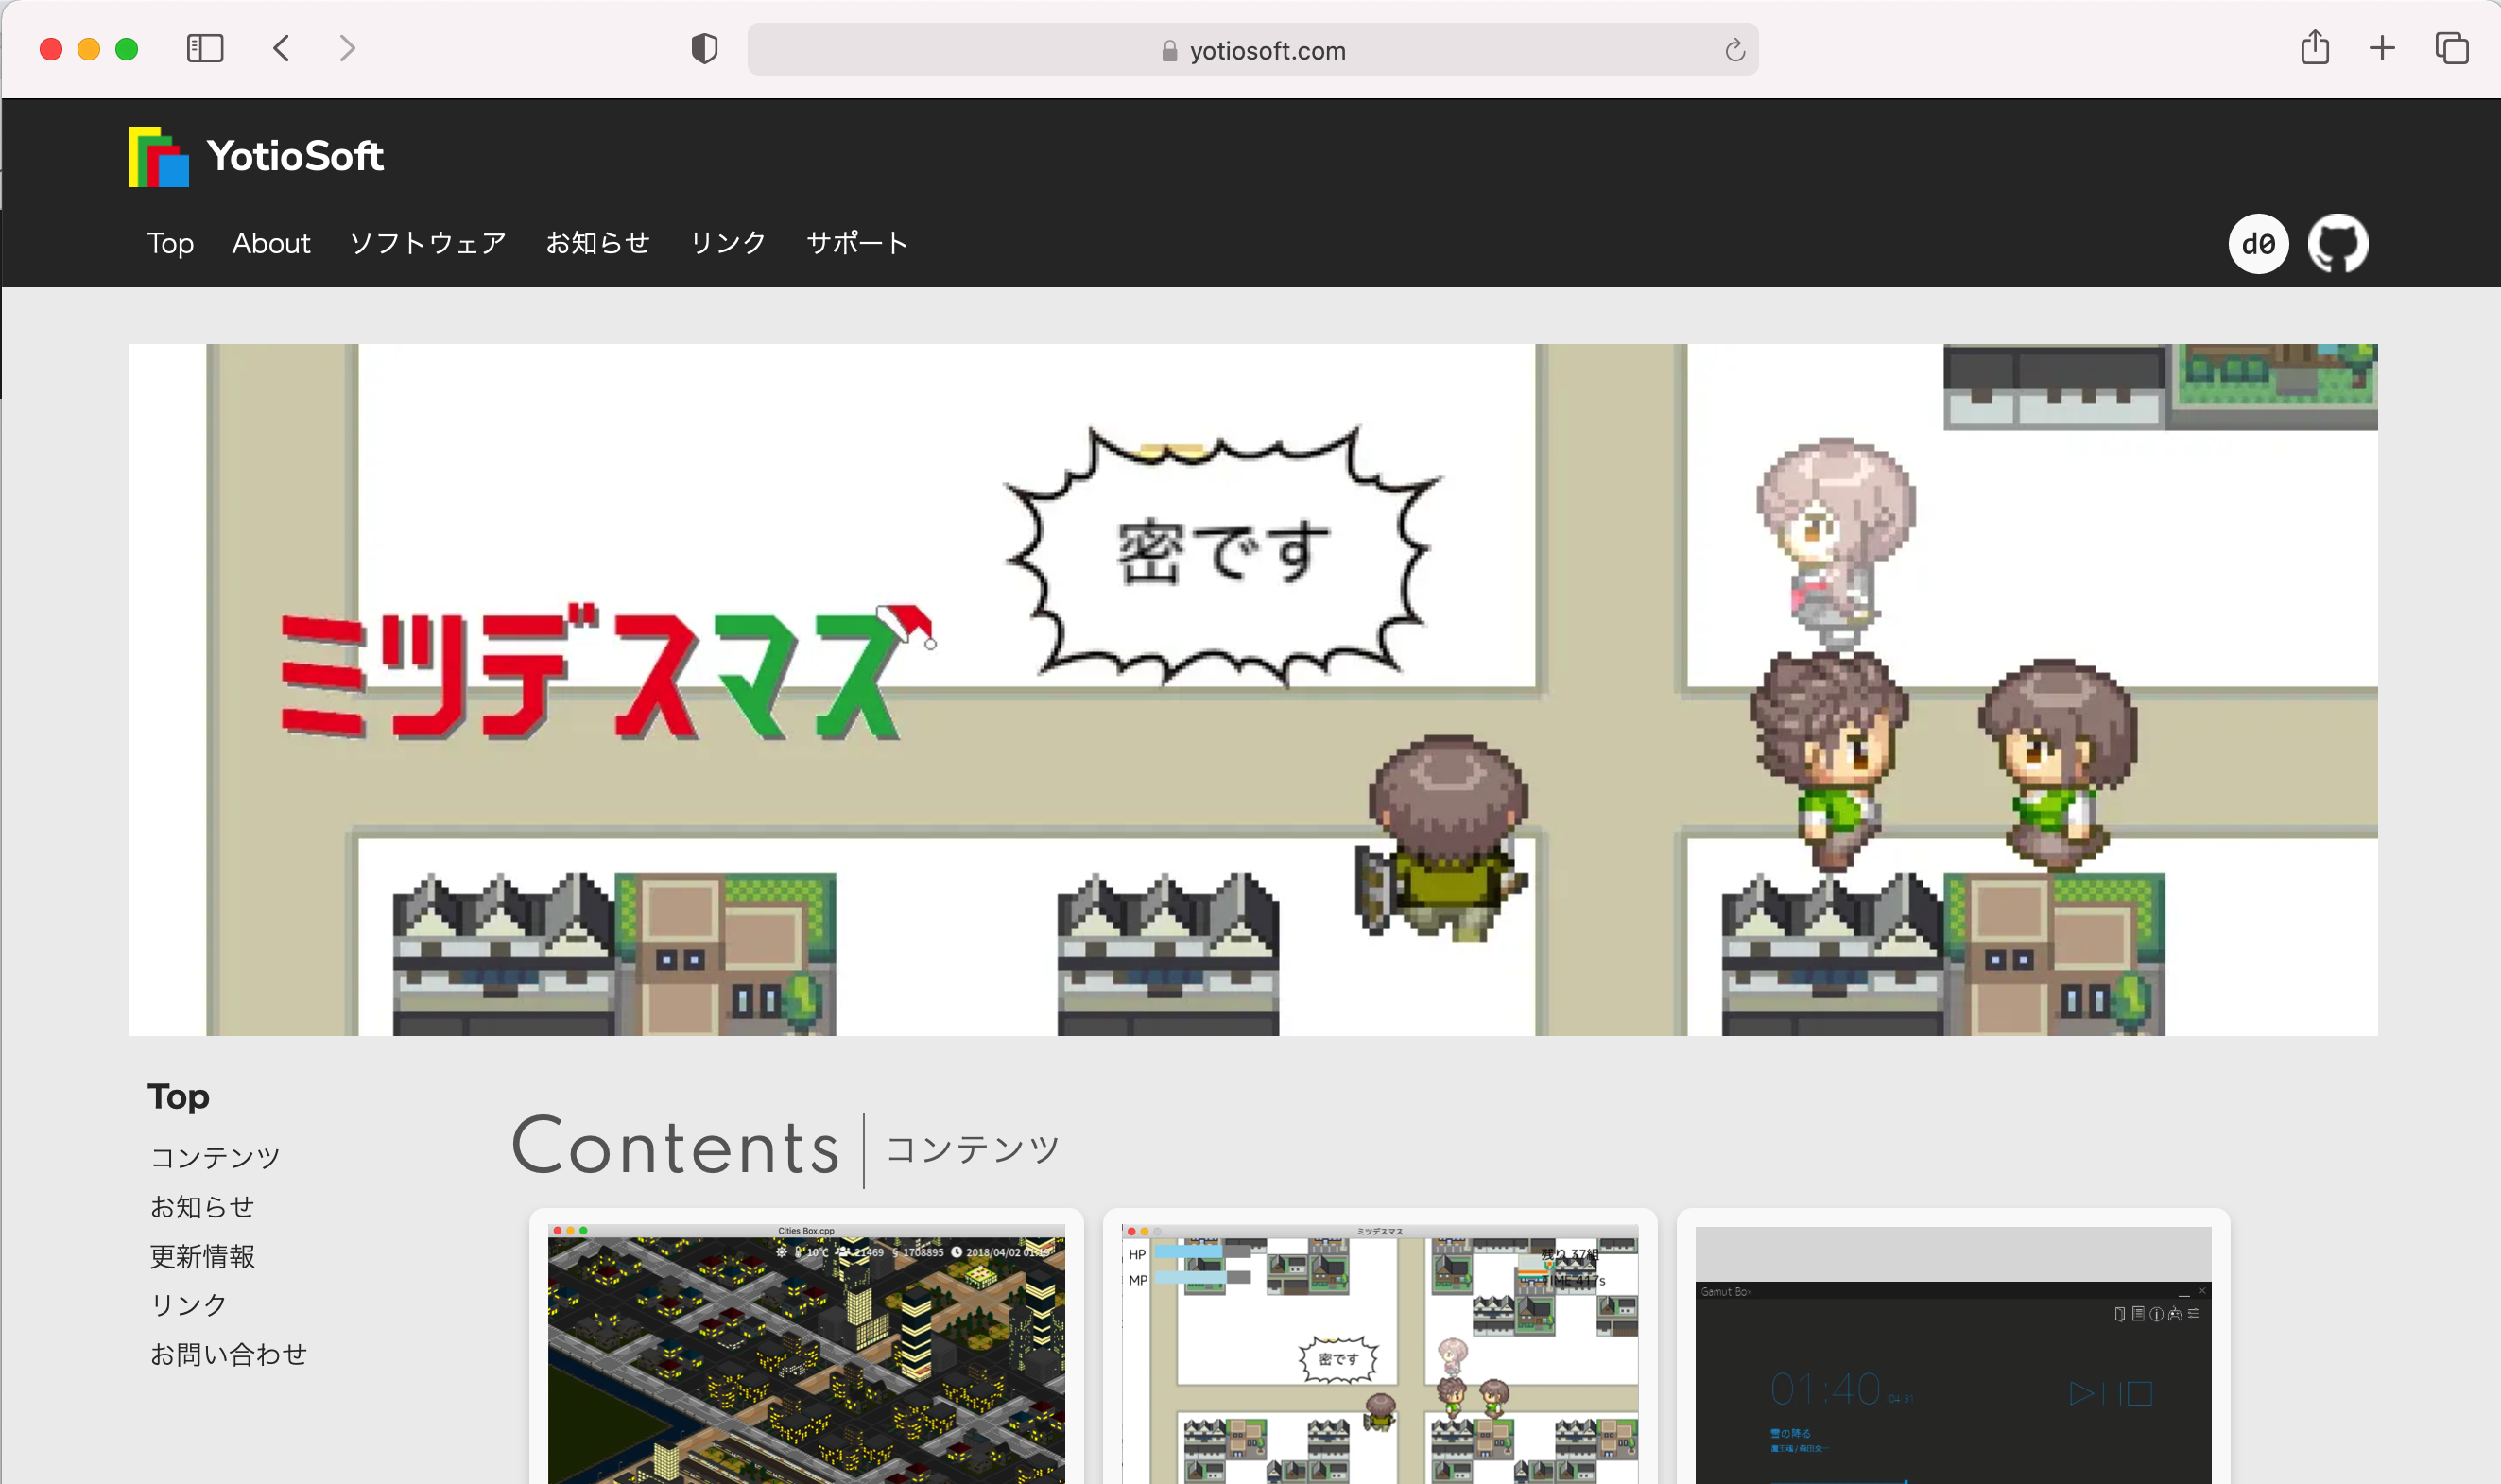 yotiosoft.com
YotioSoft
Top About ソフトウェア お知らせ リンク サポート
d0
密です
ミツデスマス
Top
コンテンツ
お知らせ
更新情報
リンク
お問い合わせ
Contents コンテンツ
Cities Box.cpp
10℃ 21469 1708895 2018/04/02
ミツデスマス
HP
MP
残り 37組
TIME 417s
密です
Gamut Box
01:40 04:31
雪の降る